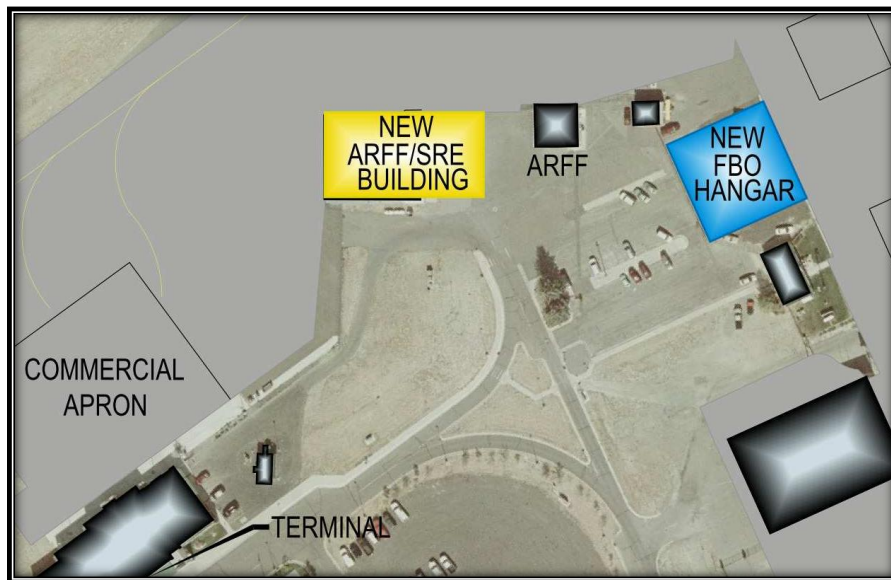 NEW
ARFF/SRE
BUILDING
ARFF
NEW
FBO
HANGAR
COMMERCIAL
APRON
TERMINAL